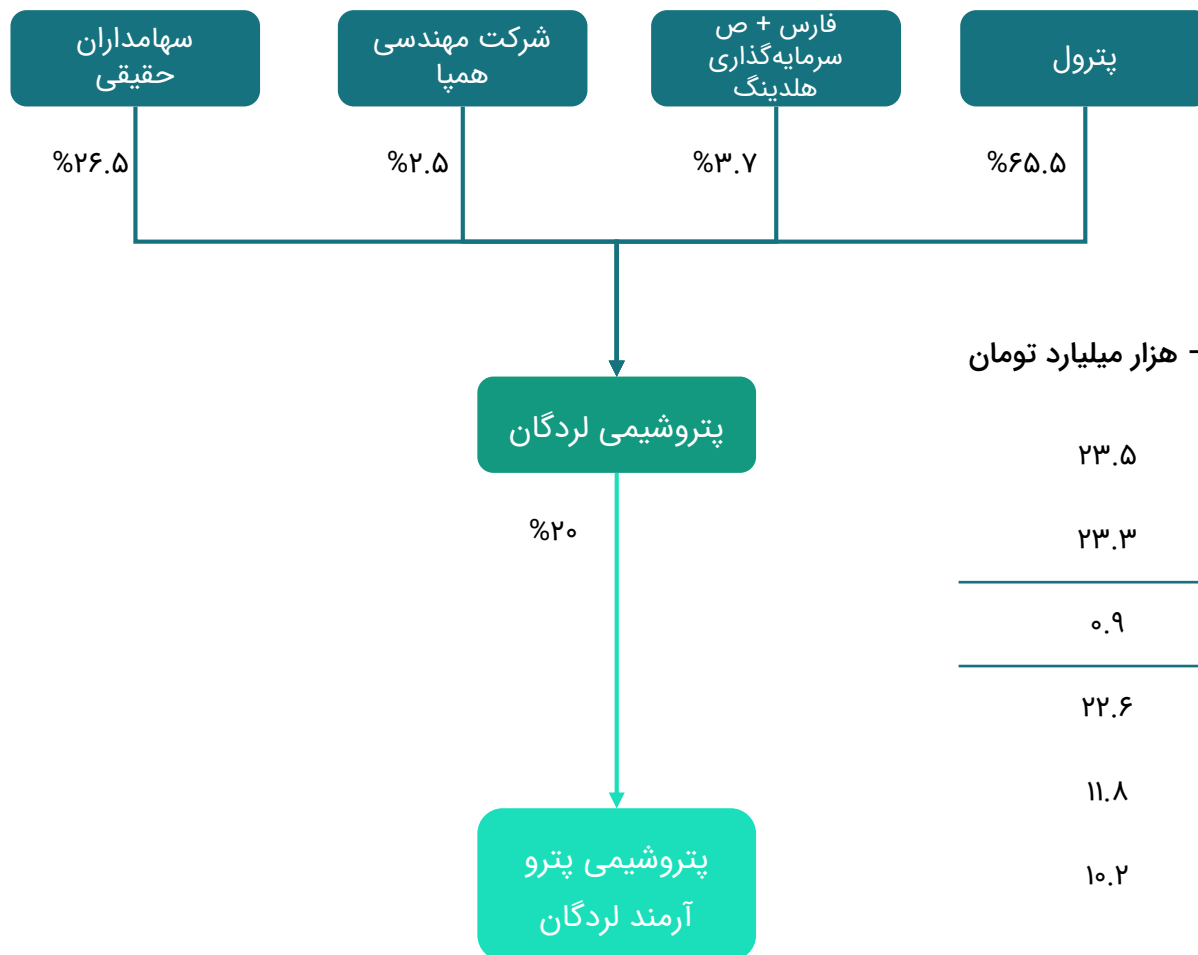 پترول
فارس + ص
سرمایه‌گذاری
هلدینگ
شرکت مهندسی
همپا
سهامداران
حقیقی
%۶۵.۵
%۳.۷
%۲.۵
%۲۶.۵
- هزار میلیارد تومان
پتروشیمی لردگان
۲۳.۵
%۲۰
۲۳.۳
۰.۹
۲۲.۶
۱۱.۸
پتروشیمی پترو
آرمند لردگان
۱۰.۲